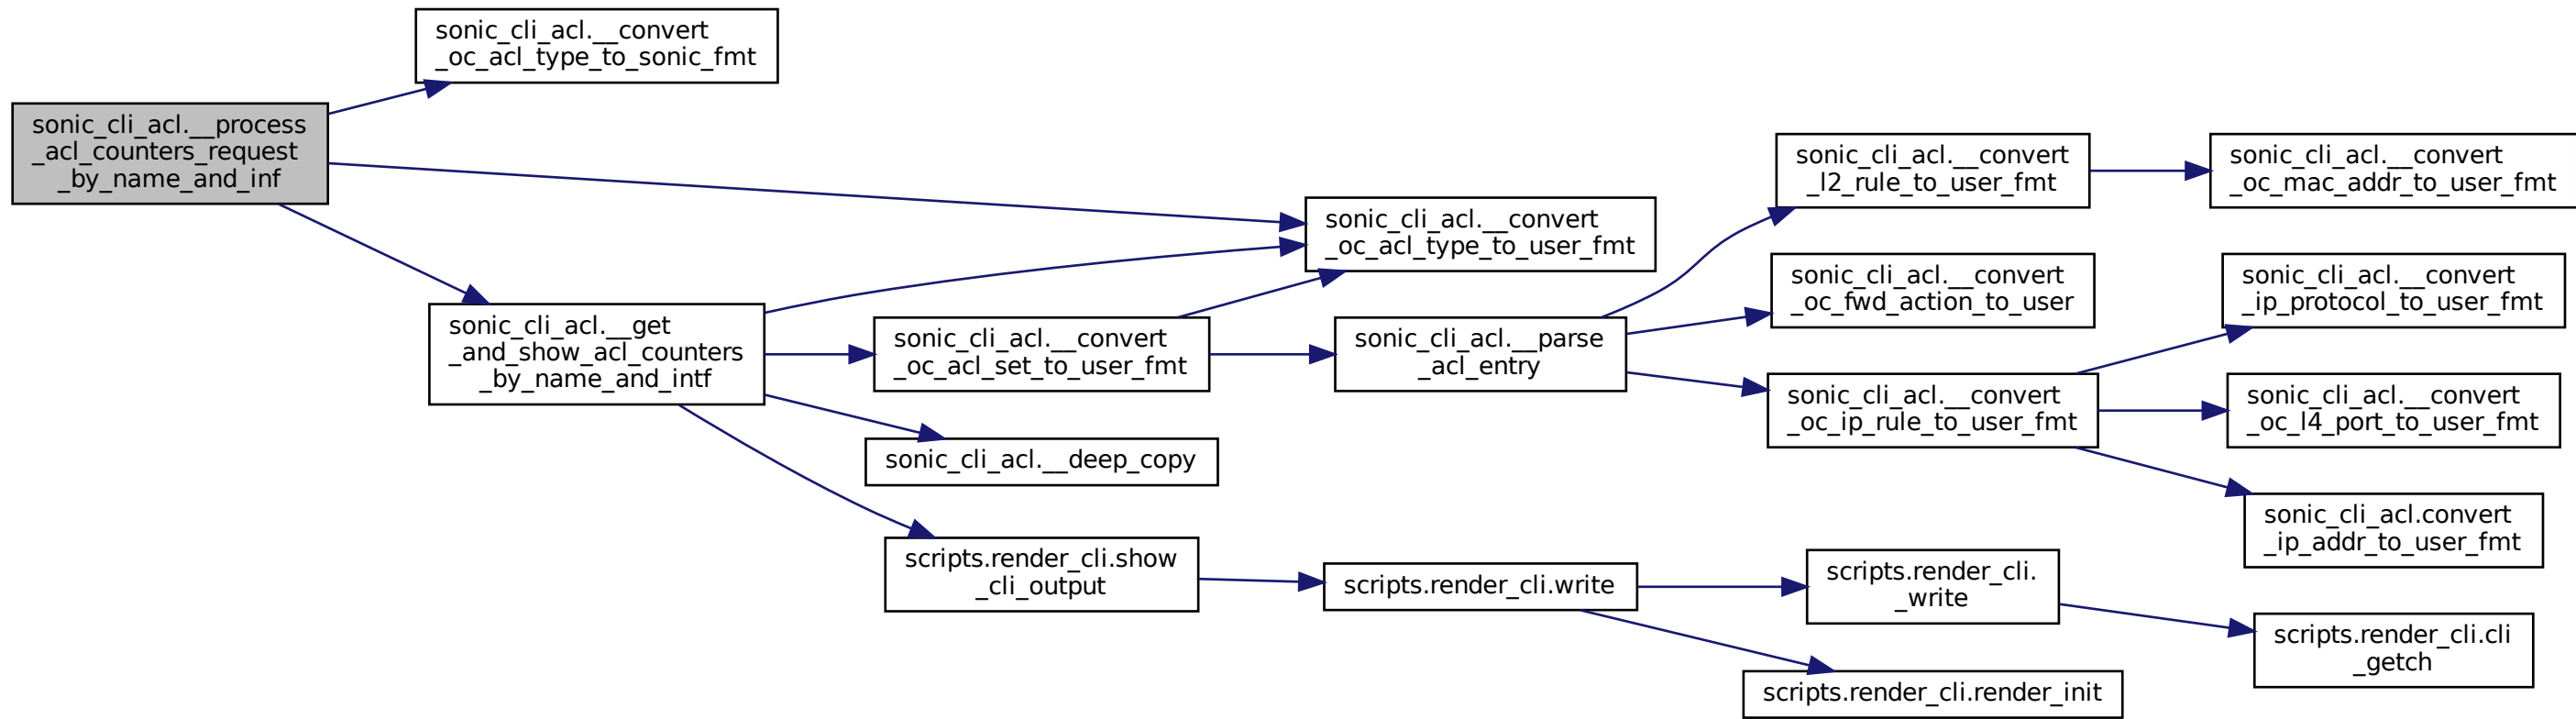 sonic_cli_acl.__process
_acl_counters_request
_by_name_and_inf
sonic_cli_acl.__convert
_oc_acl_type_to_sonic_fmt
sonic_cli_acl.__convert
_oc_acl_type_to_user_fmt
sonic_cli_acl.__get
_and_show_acl_counters
_by_name_and_intf
sonic_cli_acl.__convert
_oc_acl_set_to_user_fmt
sonic_cli_acl.__deep_copy
scripts.render_cli.show
_cli_output
sonic_cli_acl.__parse
_acl_entry
scripts.render_cli.write
sonic_cli_acl.__convert
_l2_rule_to_user_fmt
sonic_cli_acl.__convert
_oc_fwd_action_to_user
sonic_cli_acl.__convert
_oc_ip_rule_to_user_fmt
scripts.render_cli.
_write
scripts.render_cli.render_init
sonic_cli_acl.__convert
_oc_mac_addr_to_user_fmt
sonic_cli_acl.__convert
_ip_protocol_to_user_fmt
sonic_cli_acl.__convert
_oc_l4_port_to_user_fmt
sonic_cli_acl.convert
_ip_addr_to_user_fmt
scripts.render_cli.cli
_getch